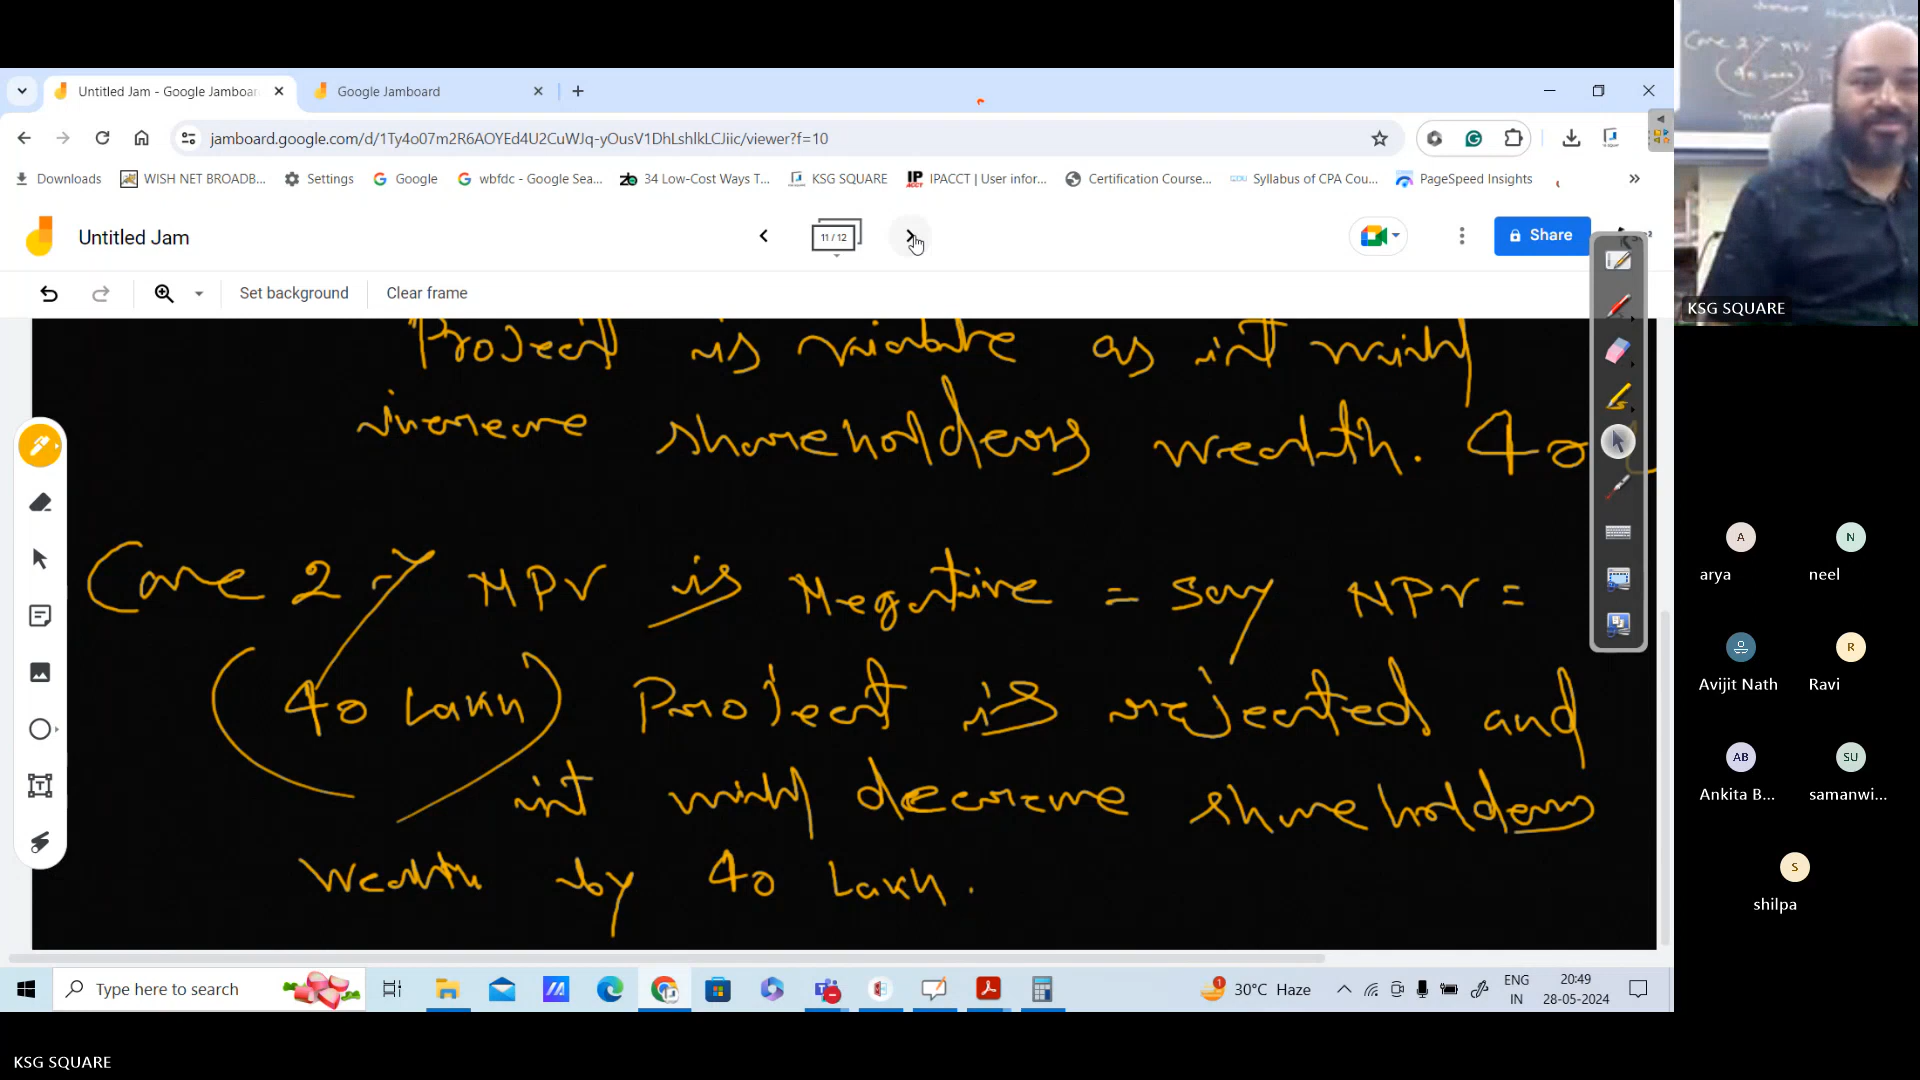 Untitled Jam - Google Jamboar
Google Jamboard
jamboard.google.com/d/1Ty4o07m2R6AOYEd4U2CuWJq-yOusV1DhLshlkLCJiic/viewer?f=10
Downloads
WISH NET BROADB...
Settings
Google
wbfdc - Google Sea...
34 Low-Cost Ways T...
KSG SQUARE
IPACCT | User infor...
Certification Course...
Syllabus of CPA Cou...
PageSpeed Insights
Untitled Jam
11 / 12
Share
Set background
Clear frame
Project is viable as it will
increase shareholders wealth. 40
Case 2 → NPV is Negative = Say NPV =
(40 Lakh) Project is rejected and
it will decrease shareholders
wealth by 40 Lakh.
KSG SQUARE
A
arya
N
neel
Avijit Nath
R
Ravi
AB
Ankita B...
SU
samanwi...
S
shilpa
Type here to search
30°C Haze
ENG
IN
20:49
28-05-2024
KSG SQUARE